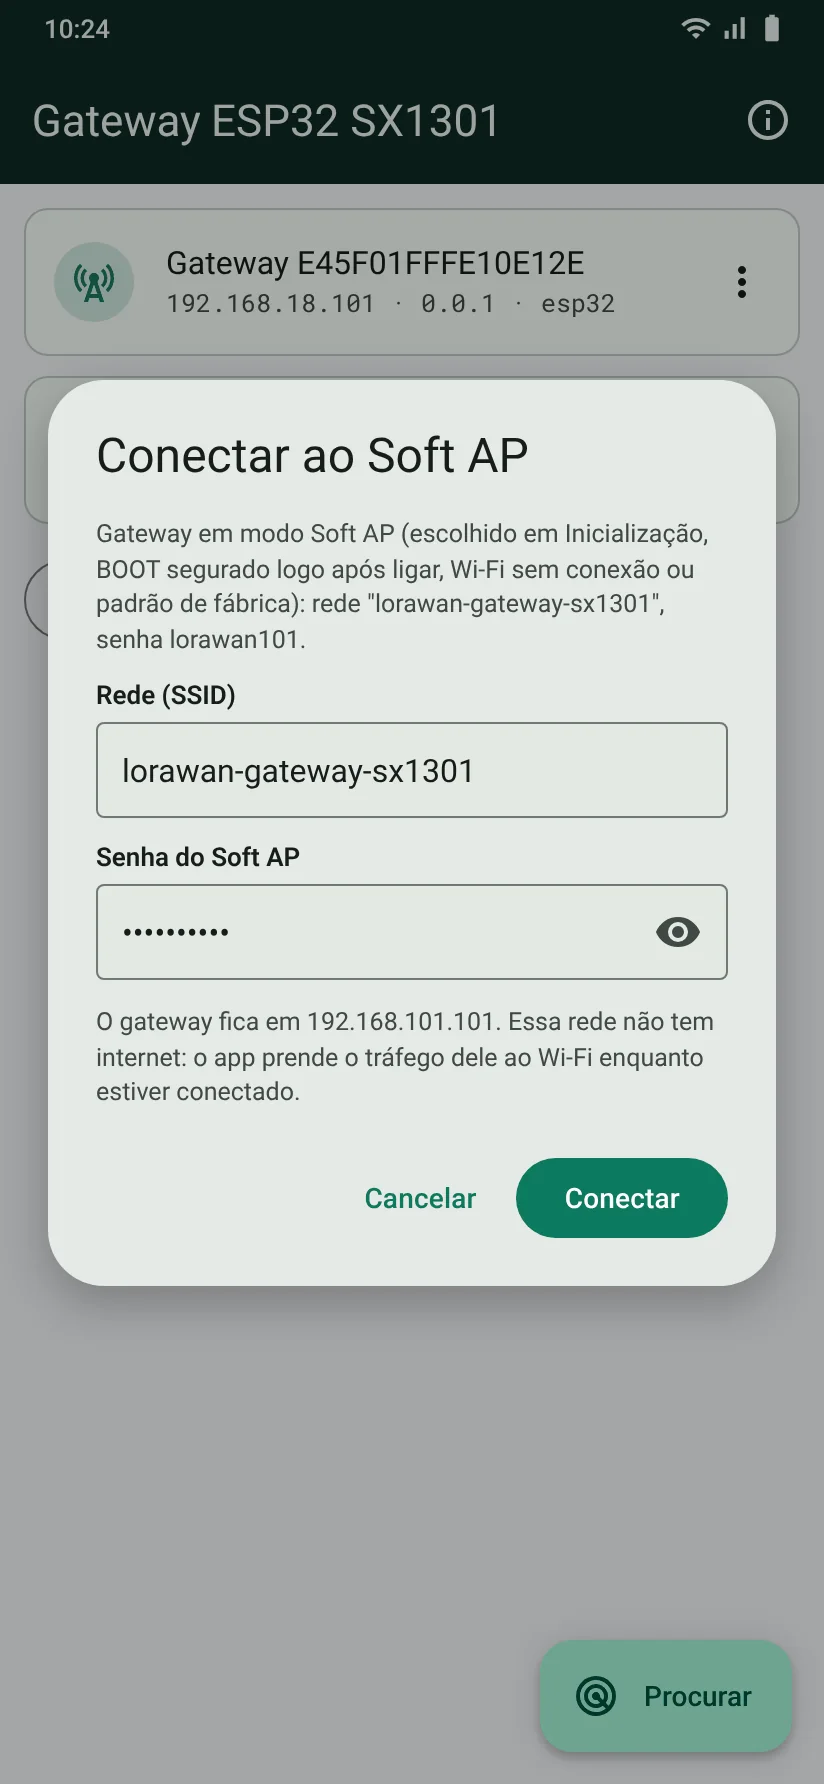 10:24
Gateway ESP32 SX1301
Gateway E45F01FFFE10E12E
192.168.18.101 · 0.0.1 · esp32
Conectar ao Soft AP
Gateway em modo Soft AP (escolhido em Inicialização,
BOOT segurado logo após ligar, Wi-Fi sem conexão ou
padrão de fábrica): rede "lorawan-gateway-sx1301",
senha lorawan101.
Rede (SSID)
lorawan-gateway-sx1301
Senha do Soft AP
••••••••••
O gateway fica em 192.168.101.101. Essa rede não tem
internet: o app prende o tráfego dele ao Wi-Fi enquanto
estiver conectado.
Cancelar
Conectar
Procurar